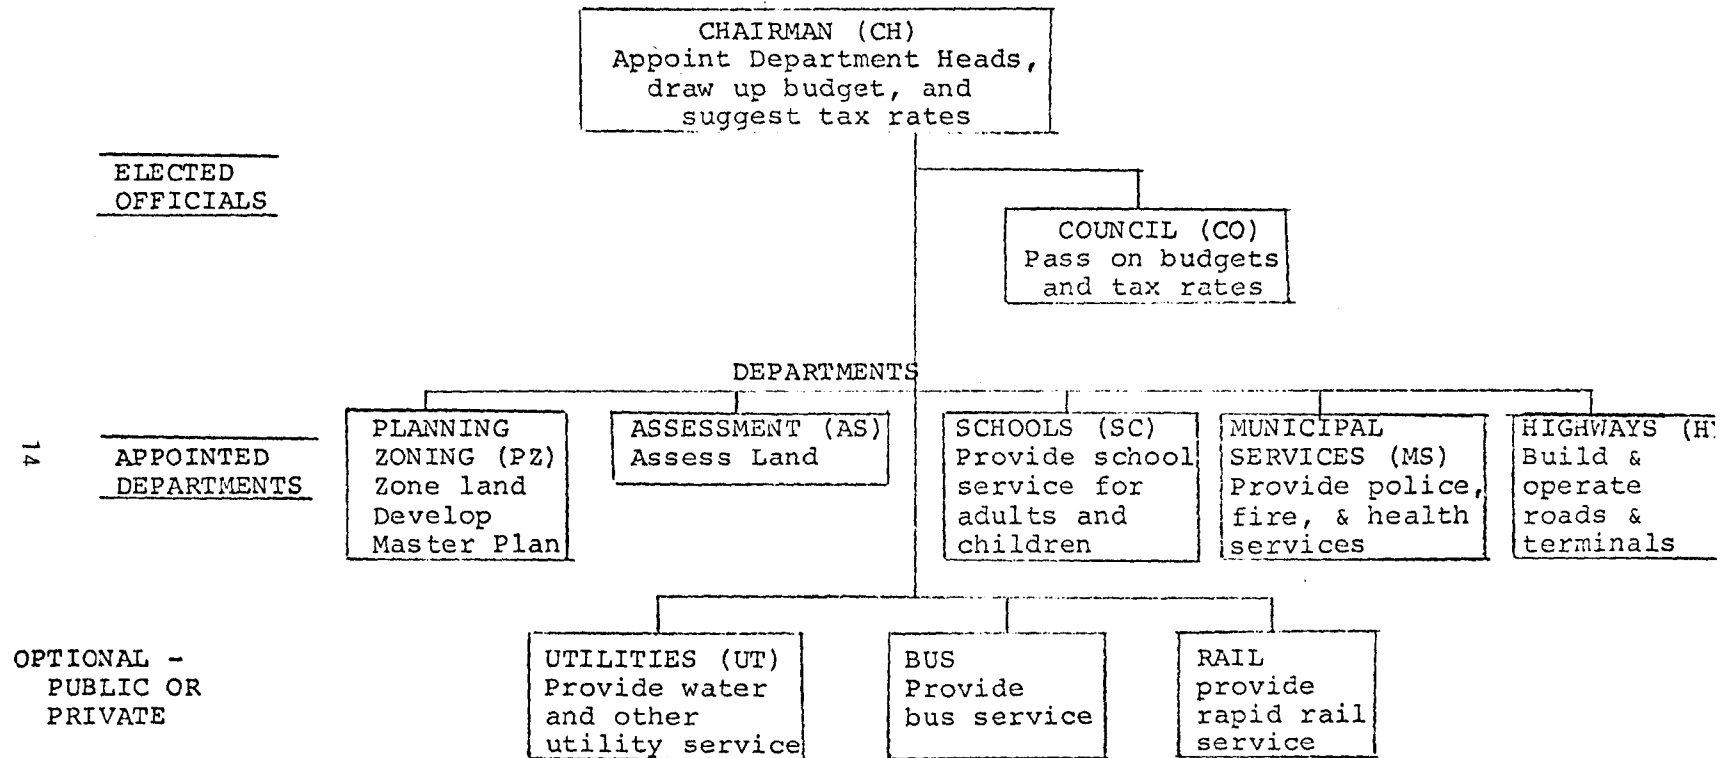 CHAIRMAN (CH)
Appoint Department Heads,
draw up budget, and
suggest tax rates
ELECTED
OFFICIALS
COUNCIL (CO)
Pass on budgets
and tax rates
DEPARTMENTS
14
APPOINTED
DEPARTMENTS
PLANNING
ZONING (PZ)
Zone land
Develop
Master Plan
ASSESSMENT (AS)
Assess Land
SCHOOLS (SC)
Provide school
service for
adults and
children
MUNICIPAL
SERVICES (MS)
Provide police,
fire, & health
services
HIGHWAYS (H
Build &
operate
roads &
terminals
OPTIONAL -
PUBLIC OR
PRIVATE
UTILITIES (UT)
Provide water
and other
utility service
BUS
Provide
bus service
RAIL
provide
rapid rail
service